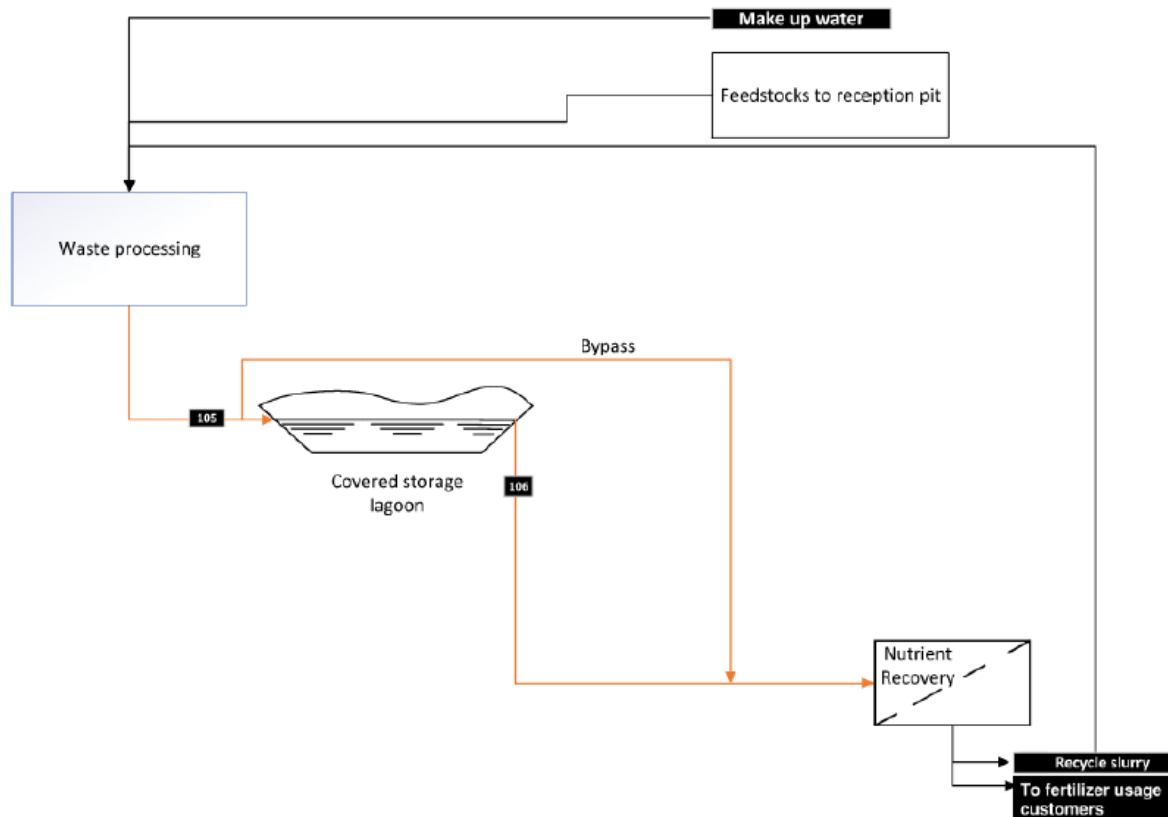 Make up water
Feedstocks to reception pit
Waste processing
Bypass
105
Covered storage
lagoon
106
Nutrient
Recovery
Recycle slurry
To fertilizer usage
customers